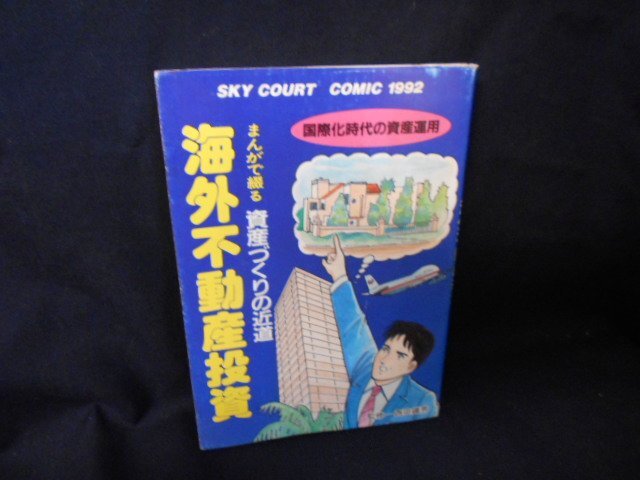 SKY COURT COMIC 1992
国際化時代の資産運用
まんがで綴る
資産づくりの近道
海外不動産投資